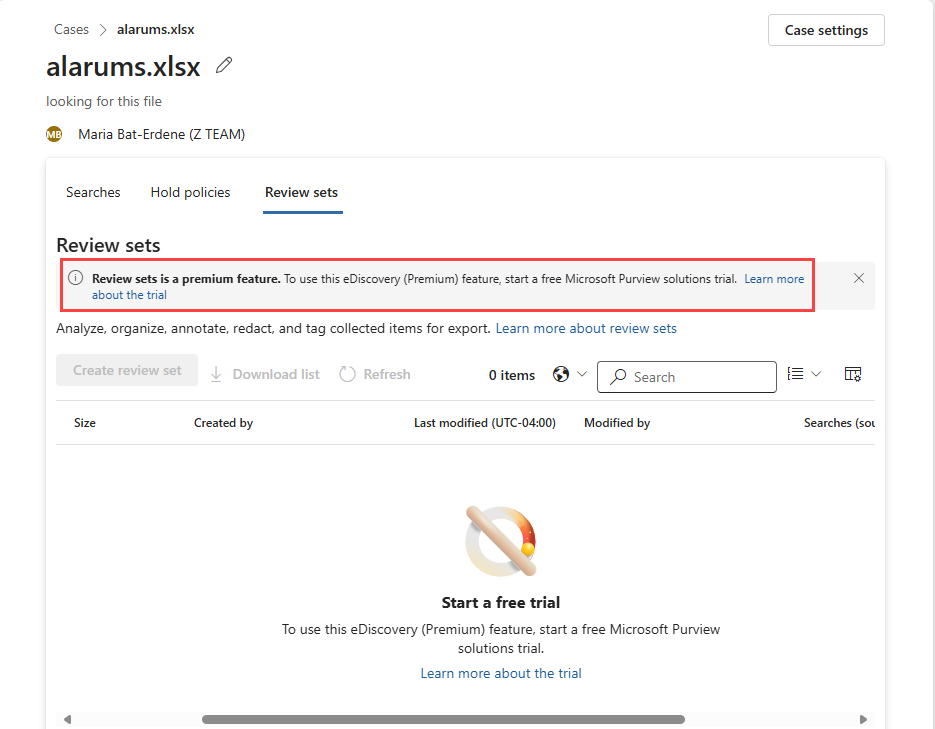 Cases > alarums.xlsx
Case settings
alarums.xlsx
looking for this file
MB Maria Bat-Erdene (Z TEAM)
Searches Hold policies Review sets
Review sets
Review sets is a premium feature. To use this eDiscovery (Premium) feature, start a free Microsoft Purview solutions trial. Learn more
about the trial
Analyze, organize, annotate, redact, and tag collected items for export. Learn more about review sets
Create review set Download list Refresh 0 items Search
Size Created by Last modified (UTC-04:00) Modified by Searches (sou
Start a free trial
To use this eDiscovery (Premium) feature, start a free Microsoft Purview
solutions trial.
Learn more about the trial